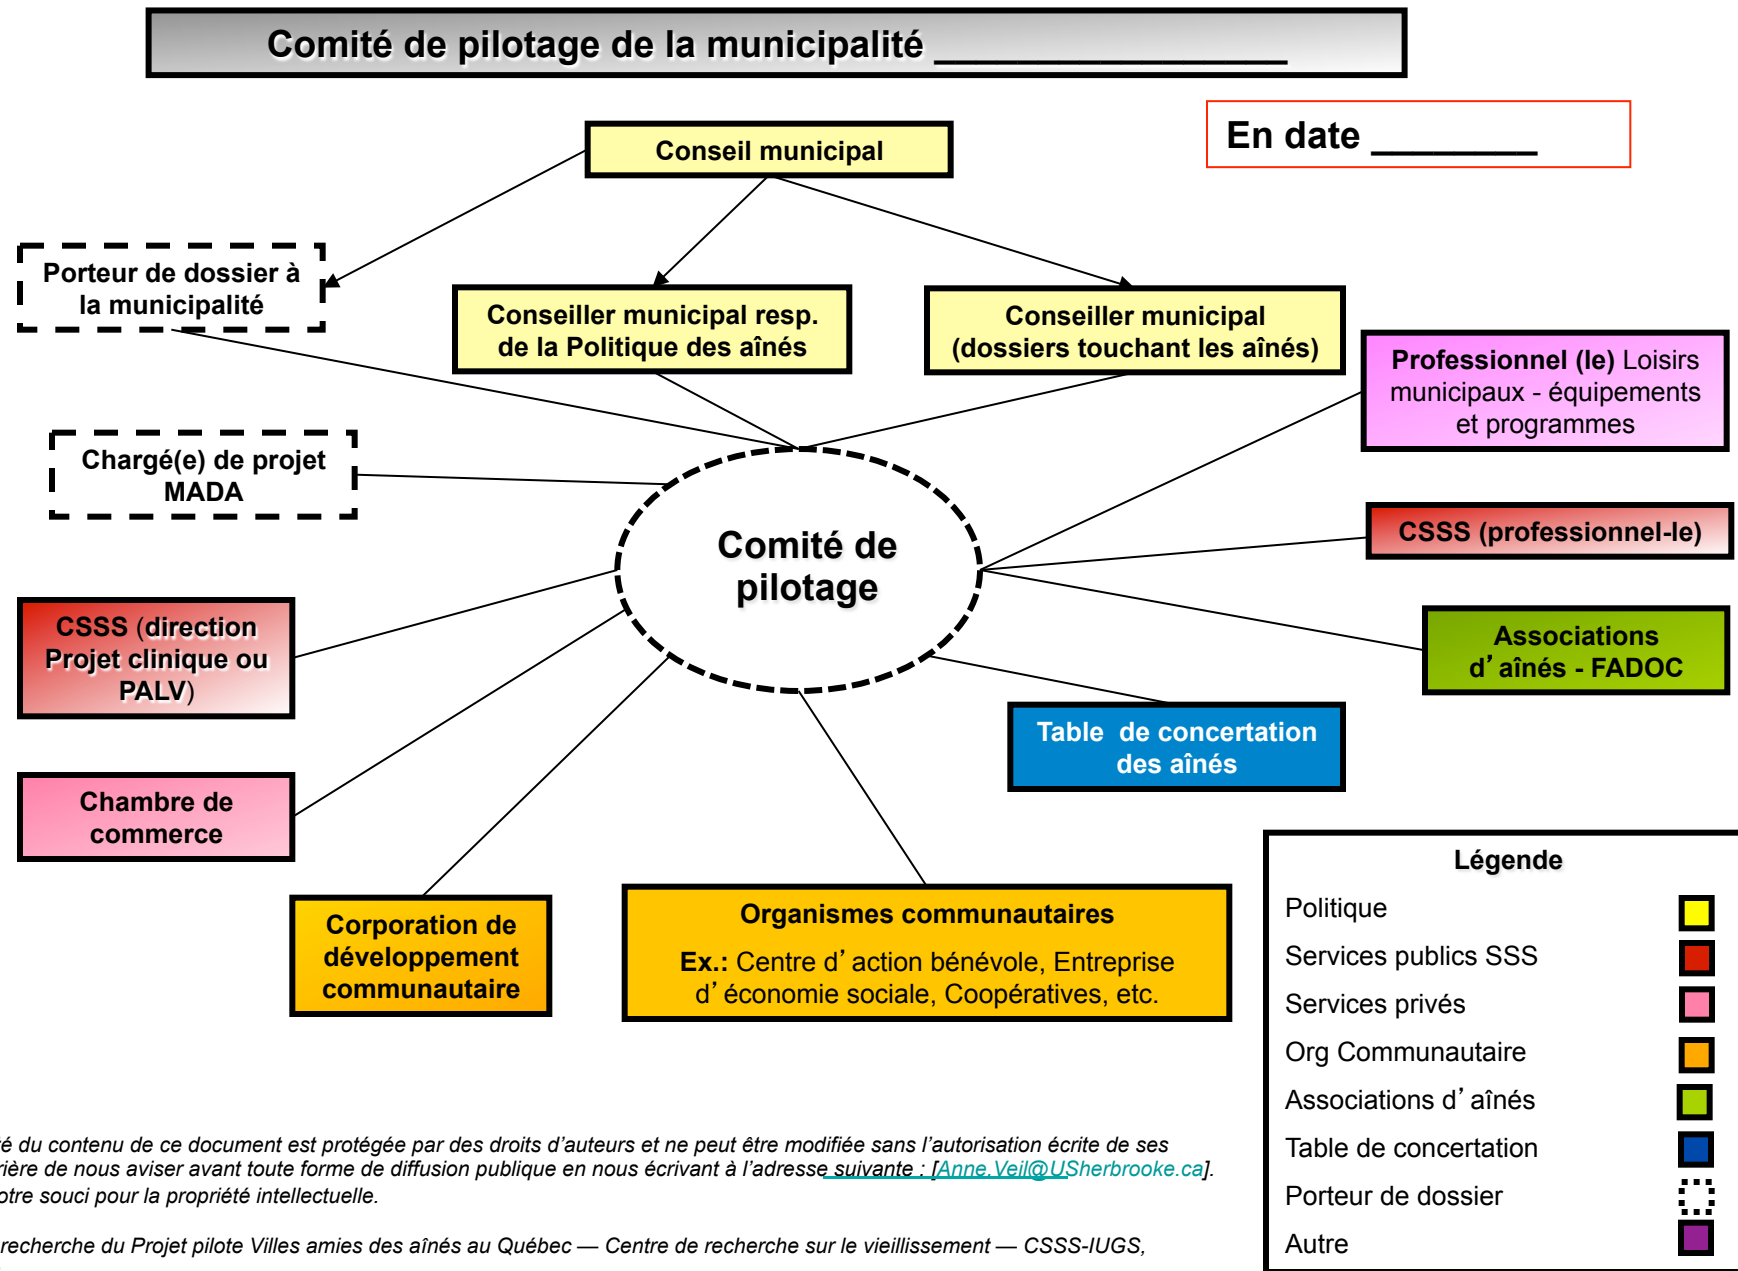 Comité de pilotage de la municipalité _________________
En date ________
Conseil municipal
Porteur de dossier à
la municipalité
Conseiller municipal resp.
de la Politique des aînés
Conseiller municipal
(dossiers touchant les aînés)
Professionnel (le) Loisirs
municipaux - équipements
et programmes
Chargé(e) de projet
MADA
Comité de
pilotage
CSSS (professionnel-le)
CSSS (direction
Projet clinique ou
PALV)
Associations
d’aînés - FADOC
Table de concertation
des aînés
Chambre de
commerce
Corporation de
développement
communautaire
Organismes communautaires
Ex.: Centre d’action bénévole, Entreprise
d’économie sociale, Coopératives, etc.
Légende
Politique
Services publics SSS
Services privés
Org Communautaire
Associations d’aînés
Table de concertation
Porteur de dossier
Autre
du contenu de ce document est protégée par des droits d’auteurs et ne peut être modifiée sans l’autorisation écrite de ses
de nous aviser avant toute forme de diffusion publique en nous écrivant à l’adresse suivante : [Anne.Veil@USherbrooke.ca].
souci pour la propriété intellectuelle.
recherche du Projet pilote Villes amies des aînés au Québec — Centre de recherche sur le vieillissement — CSSS-IUGS,